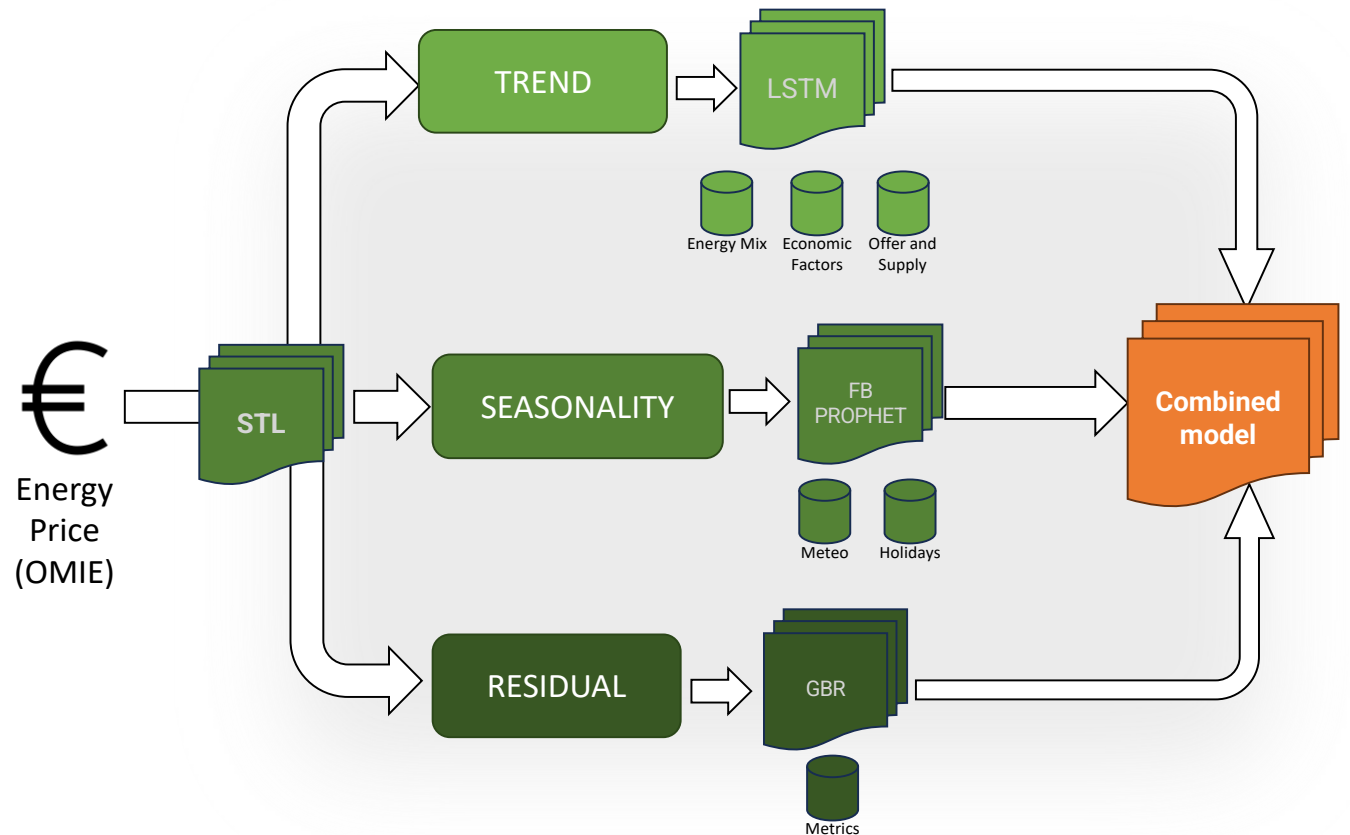 TREND
LSTM
Energy Mix
Economic
Factors
Offer and
Supply
€
Energy
Price
(OMIE)
STL
SEASONALITY
FB
PROPHET
Meteo
Holidays
Combined
model
RESIDUAL
GBR
Metrics